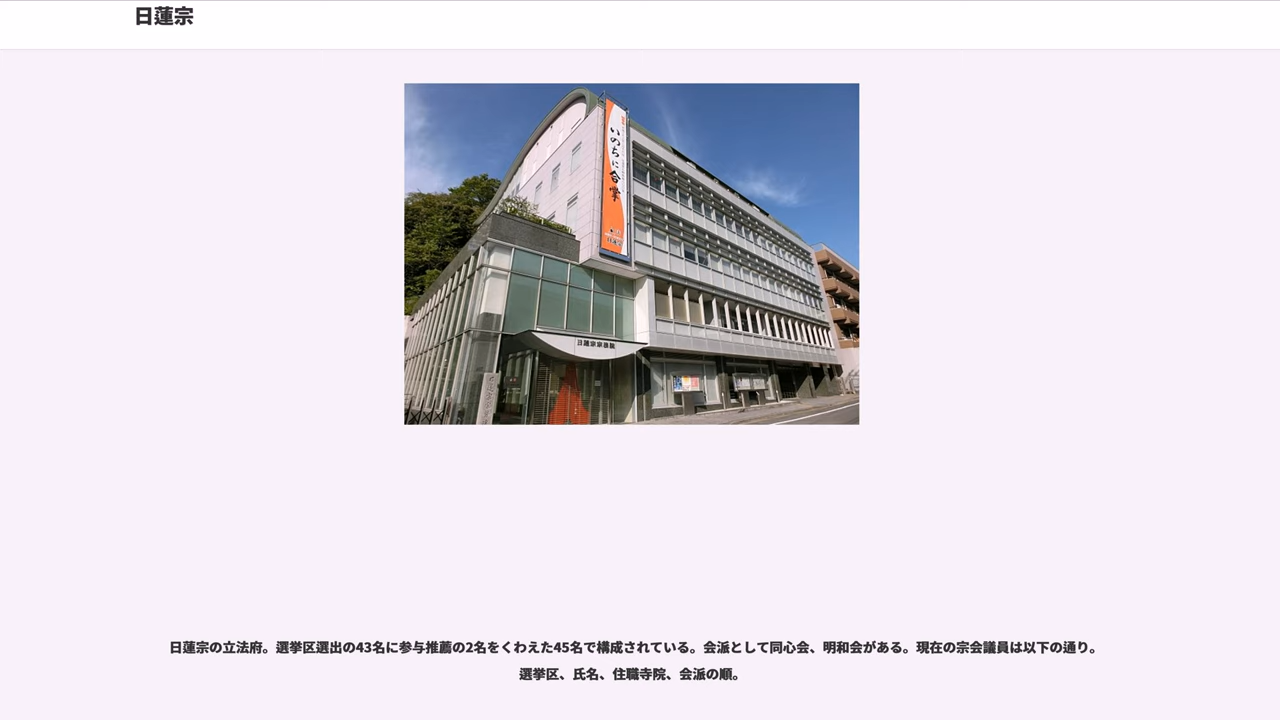 日蓮宗
いのちに合掌
日蓮宗
日蓮宗宗務院
日蓮宗の立法府。選挙区選出の43名に参与推薦の2名をくわえた45名で構成されている。会派として同心会、明和会がある。現在の宗会議員は以下の通り。
選挙区、氏名、住職寺院、会派の順。